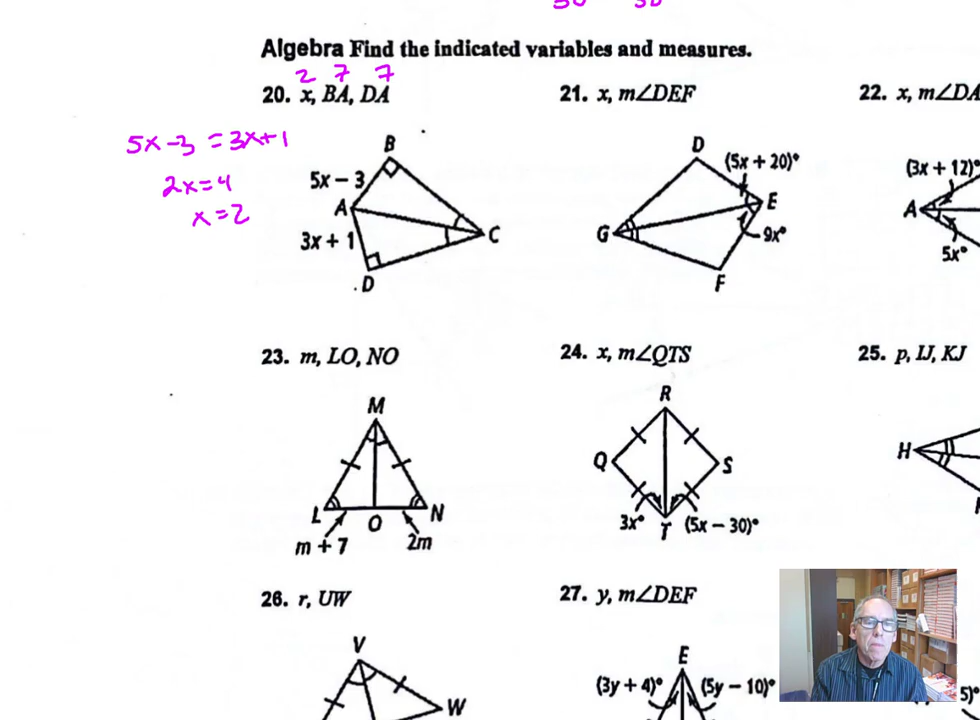 Algebra Find the indicated variables and measures.
2 7 7
20. x, BA, DA
21. x, m∠DEF
22. x, m∠DA
5x-3 = 3x+1
2x=4
x=2
B
5x – 3
A
3x + 1
C
D
D
(5x + 20)°
E
G
9x°
F
(3x + 12)°
A
5x°
23. m, LO, NO
24. x, m∠QTS
25. p, IJ, KJ
M
L
O
N
m + 7
2m
R
Q
S
3x°
T
(5x – 30)°
H
26. r, UW
27. y, m∠DEF
V
W
E
(3y + 4)°
(5y – 10)°
5)°